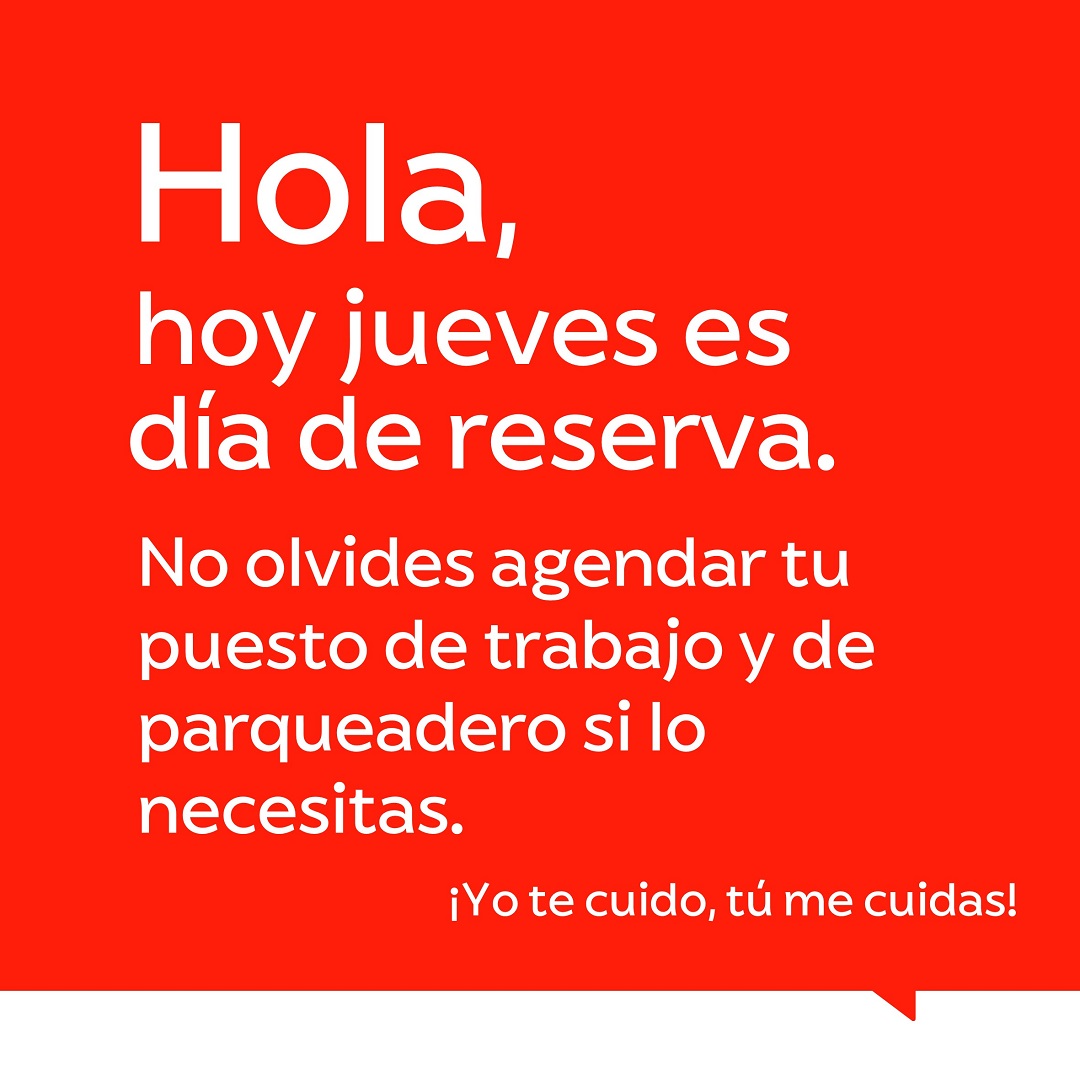 Hola,
hoy jueves es
día de reserva.
No olvides agendar tu
puesto de trabajo y de
parqueadero si lo
necesitas.
¡Yo te cuido, tú me cuidas!